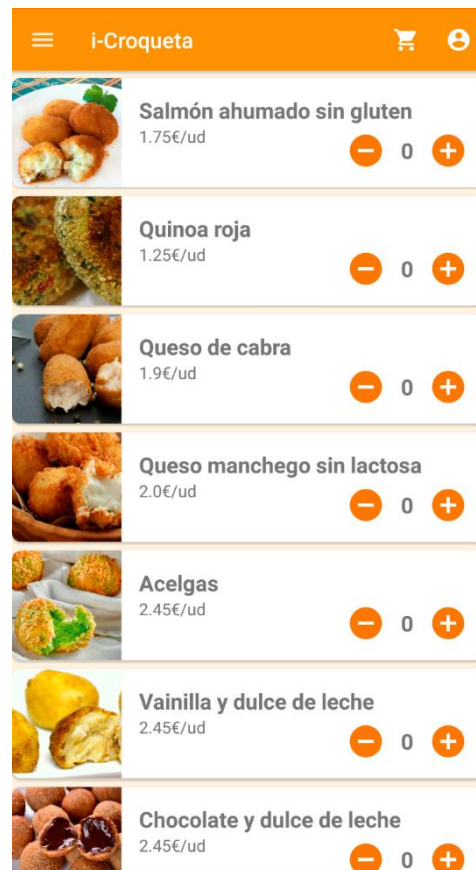 i-Croqueta
Salmón ahumado sin gluten
1.75€/ud
0
Quinoa roja
1.25€/ud
0
Queso de cabra
1.9€/ud
0
Queso manchego sin lactosa
2.0€/ud
0
Acelgas
2.45€/ud
0
Vainilla y dulce de leche
2.45€/ud
0
Chocolate y dulce de leche
2.45€/ud
0